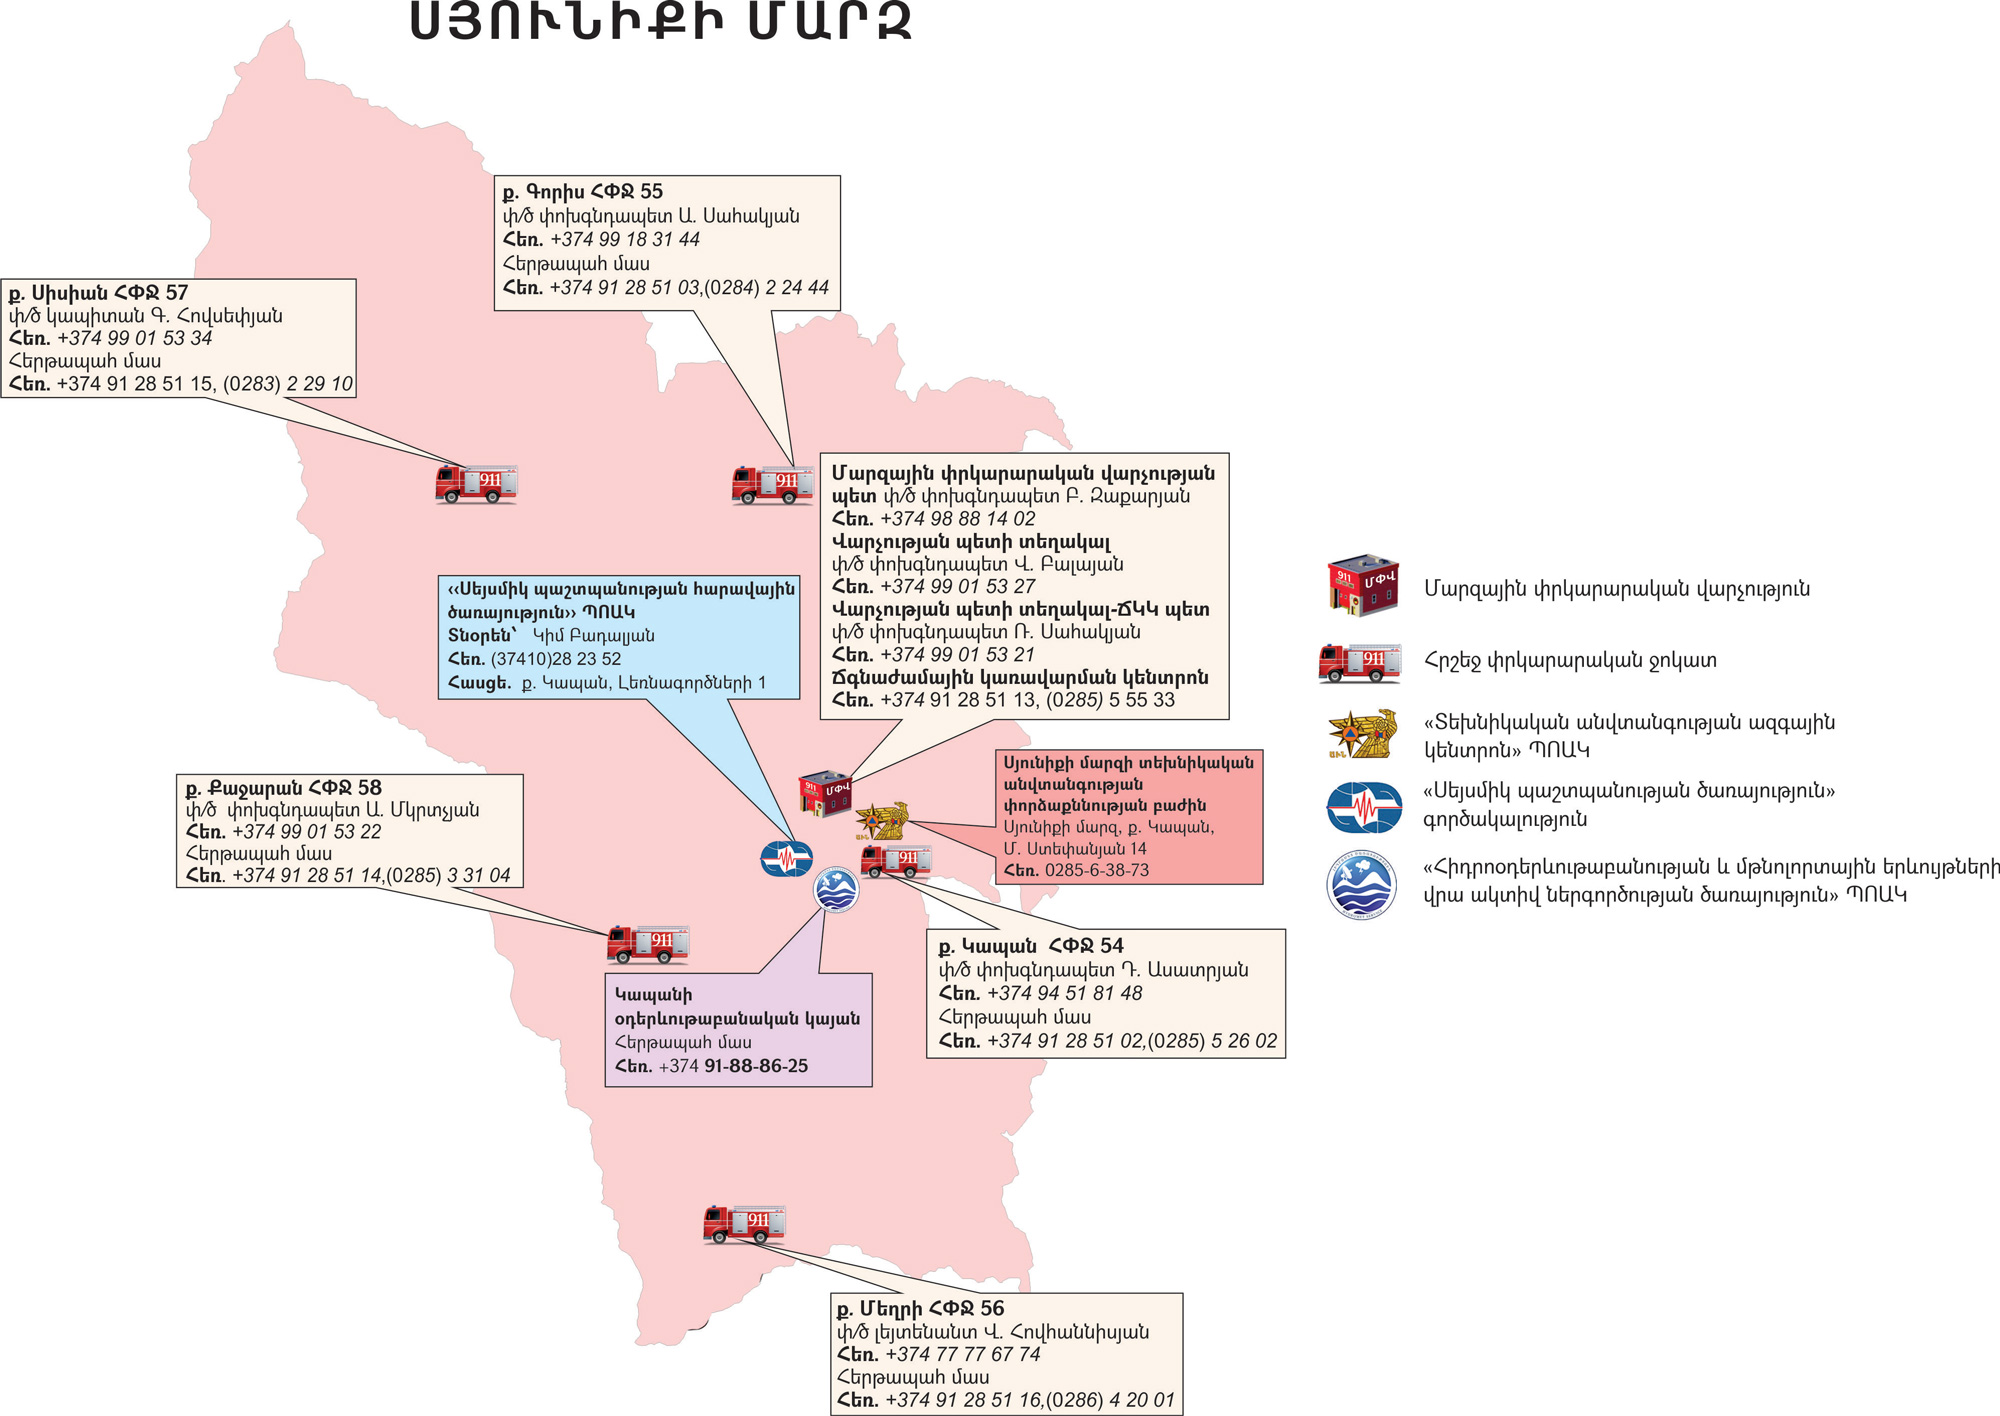 ՍՅՈՒՆԻՔԻ ՄԱՐԶ
ք. Գորիս ՀՓՋ 55
փ/ծ փոխգնդապետ Ա. Սահակյան
Հեռ. +374 99 18 31 44
Հերթապահ մաս
Հեռ. +374 91 28 51 03,(0284) 2 24 44
ք. Սիսիան ՀՓՋ 57
փ/ծ կապիտան Գ. Հովսեփյան
Հեռ. +374 99 01 53 34
Հերթապահ մաս
Հեռ. +374 91 28 51 15, (0283) 2 29 10
911
911
Մարզային փրկարարական վարչության
պետ փ/ծ փոխգնդապետ Բ. Զաքարյան
Հեռ. +374 98 88 14 02
Վարչության պետի տեղակալ
փ/ծ փոխգնդապետ Վ. Բալայան
Հեռ. +374 99 01 53 27
Վարչության պետի տեղակալ-ՃԿԿ պետ
փ/ծ փոխգնդապետ Ռ. Սահակյան
Հեռ. +374 99 01 53 21
Ճգնաժամային կառավարման կենտրոն
Հեռ. +374 91 28 51 13, (0285) 5 55 33
‹‹Սեյսմիկ պաշտպանության հարավային
ծառայություն›› ՊՈԱԿ
Տնօրեն՝ Կիմ Բադալյան
Հեռ. (37410)28 23 52
Հասցե. ք. Կապան, Լեռնագործների 1
911 ՄՓՎ
Սյունիքի մարզի տեխնիկական
անվտանգության
փորձաքննության բաժին
Սյունիքի մարզ, ք. Կապան,
Մ. Ստեփանյան 14
Հեռ. 0285-6-38-73
ք. Քաջարան ՀՓՋ 58
փ/ծ փոխգնդապետ Ա. Մկրտչյան
Հեռ. +374 99 01 53 22
Հերթապահ մաս
Հեռ. +374 91 28 51 14,(0285) 3 31 04
911
911
Կապանի
օդերևութաբանական կայան
Հերթապահ մաս
Հեռ. +374 91-88-86-25
ք. Կապան ՀՓՋ 54
փ/ծ փոխգնդապետ Դ. Ասատրյան
Հեռ. +374 94 51 81 48
Հերթապահ մաս
Հեռ. +374 91 28 51 02,(0285) 5 26 02
911
ք. Մեղրի ՀՓՋ 56
փ/ծ լեյտենանտ Վ. Հովհաննիսյան
Հեռ. +374 77 77 67 74
Հերթապահ մաս
Հեռ. +374 91 28 51 16,(0286) 4 20 01
911 ՄՓՎ
Մարզային փրկարարական վարչություն
911
Հրշեջ փրկարարական ջոկատ
ԱԻՆ
«Տեխնիկական անվտանգության ազգային
կենտրոն» ՊՈԱԿ
«Սեյսմիկ պաշտպանության ծառայություն»
գործակալություն
«Հիդրոօդերևութաբանության և մթնոլորտային երևույթների
վրա ակտիվ ներգործության ծառայություն» ՊՈԱԿ